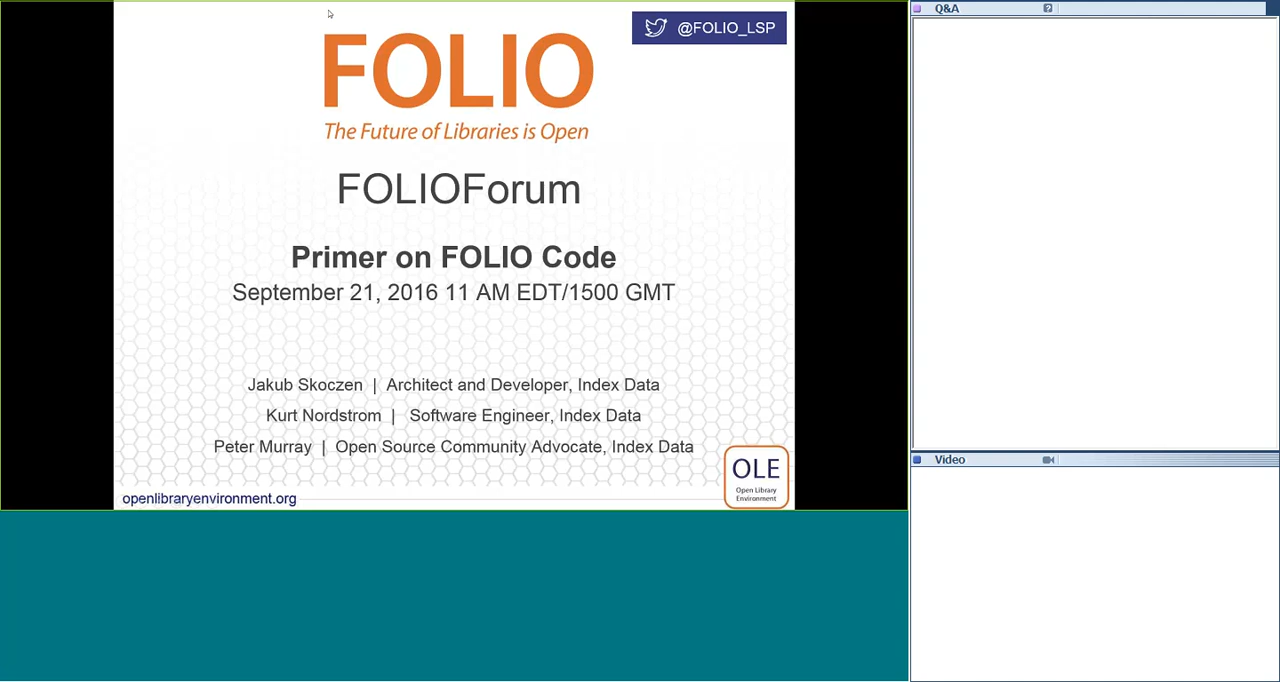 @FOLIO_LSP
FOLIO
The Future of Libraries is Open
FOLIOForum
Primer on FOLIO Code
September 21, 2016 11 AM EDT/1500 GMT
Jakub Skoczen | Architect and Developer, Index Data
Kurt Nordstrom | Software Engineer, Index Data
Peter Murray | Open Source Community Advocate, Index Data
OLE
Open Library
Environment
openlibraryenvironment.org
Q&A
?
Video